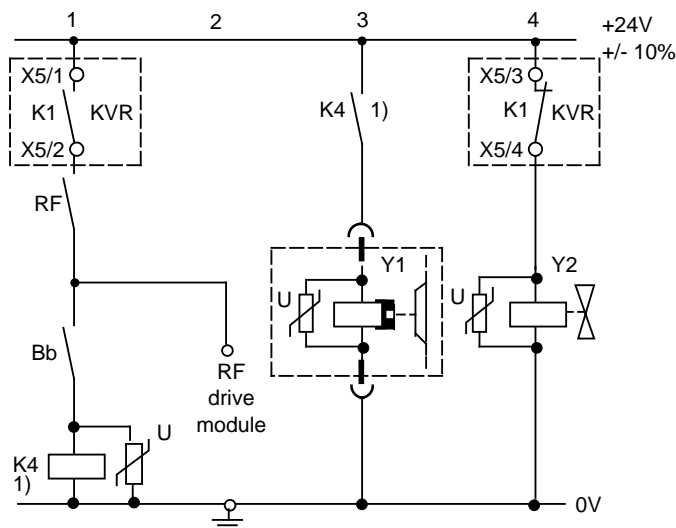 1
2
3
4
+24V
+/- 10%
X5/1
K1
KVR
X5/2
K4 1)
X5/3
K1
KVR
X5/4
RF
Y1
Y2
U
U
Bb
RF
drive
module
U
K4
1)
0V